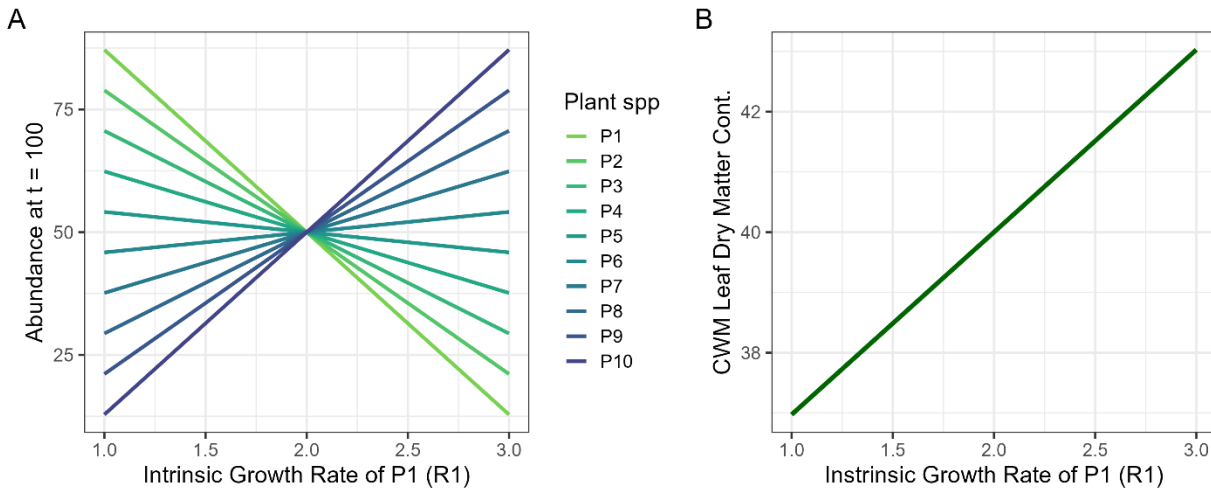 A
Abundance at t = 100
75
50
25
1.0
1.5
2.0
2.5
3.0
Intrinsic Growth Rate of P1 (R1)
Plant spp
P1
P2
P3
P4
P5
P6
P7
P8
P9
P10
B
CWM Leaf Dry Matter Cont.
42
40
38
1.0
1.5
2.0
2.5
3.0
Instrinsic Growth Rate of P1 (R1)